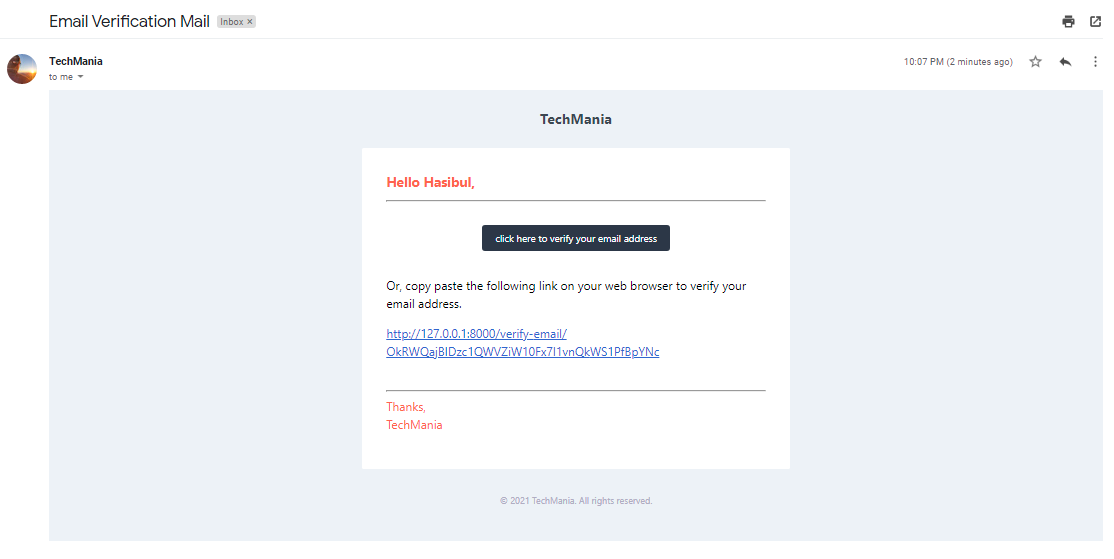 Email Verification Mail Inbox ×
TechMania 10:07 PM (2 minutes ago)
to me
TechMania
Hello Hasibul,
click here to verify your email address
Or, copy paste the following link on your web browser to verify your
email address.
http://127.0.0.1:8000/verify-email/
OkRWQajBIDzc1QWVZiW10Fx7I1vnQkWS1PfBpYNc
Thanks,
TechMania
© 2021 TechMania. All rights reserved.